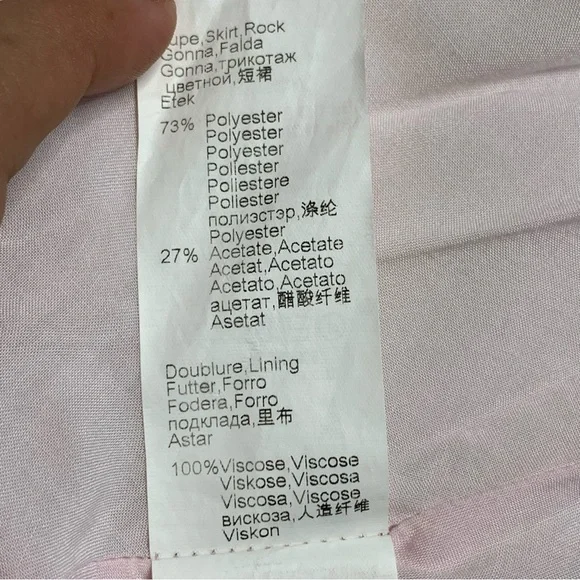 upe,Skirt,Rock
Gonna,Falda
Gonna,трикотаж
цветной,短裙
Etek
73% Polyester
Polyester
Polyester
Poliester
Poliestere
Poliester
полиэстэр,涤纶
Polyester
27% Acetate,Acetate
Acetat,Acetato
Acetato,Acetato
ацетат,醋酸纤维
Asetat
Doublure,Lining
Futter,Forro
Fodera,Forro
подклада,里布
Astar
100%Viscose,Viscose
Viskose,Viscosa
Viscosa,Viscose
вискоза,人造纤维
Viskon